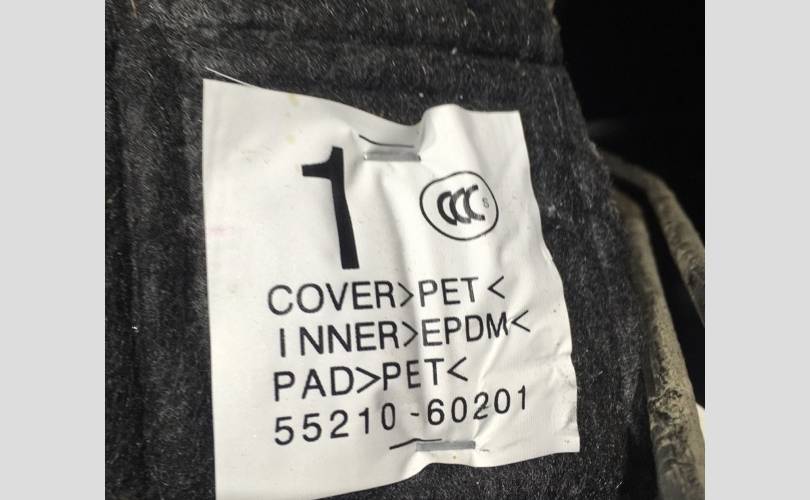 1
CCC S
COVER>PET<
INNER>EPDM<
PAD>PET<
55210-60201